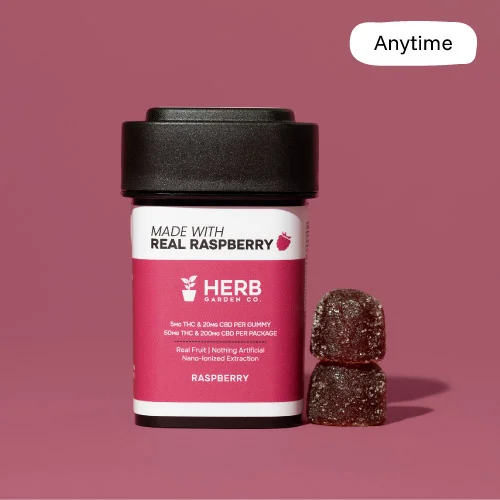 Anytime
MADE WITH
REAL RASPBERRY
HERB
GARDEN CO.
5MG THC & 20MG CBD PER GUMMY
50MG THC & 200MG CBD PER PACKAGE
Real Fruit | Nothing Artificial
Nano-Ionized Extraction
RASPBERRY